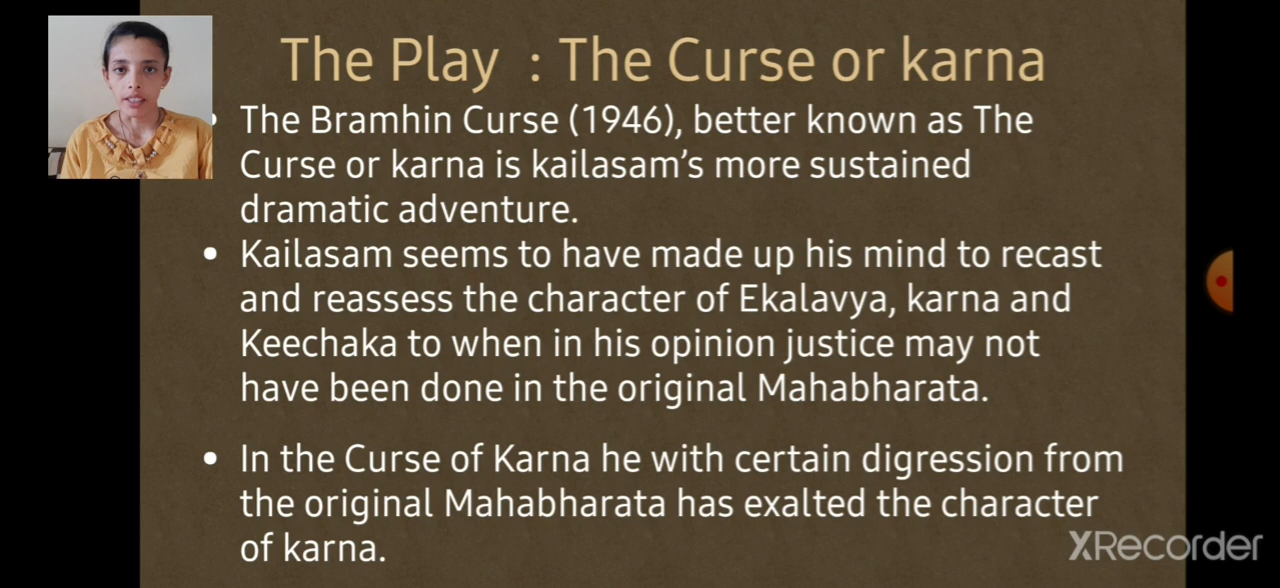 The Play : The Curse or karna
• The Bramhin Curse (1946), better known as The
Curse or karna is kailasam’s more sustained
dramatic adventure.
• Kailasam seems to have made up his mind to recast
and reassess the character of Ekalavya, karna and
Keechaka to when in his opinion justice may not
have been done in the original Mahabharata.
• In the Curse of Karna he with certain digression from
the original Mahabharata has exalted the character
of karna.
XRecorder